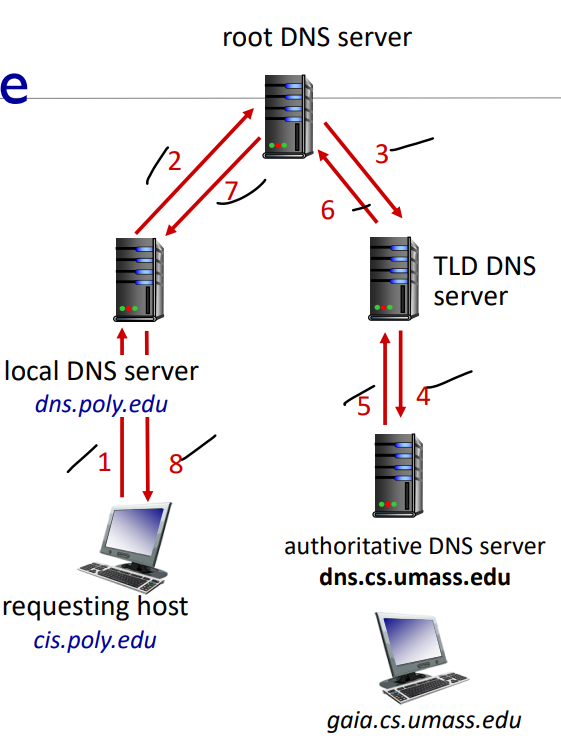 root DNS server
e
2
3
7
6
TLD DNS
server
local DNS server
dns.poly.edu
5
4
1
8
authoritative DNS server
dns.cs.umass.edu
requesting host
cis.poly.edu
gaia.cs.umass.edu